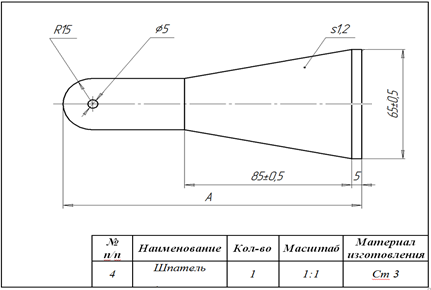 R15
ϕ5
s1,2
65±0,5
85±0,5
5
A
№ п/п Наименование Кол-во Масштаб Материал изготовления
4 Шпатель 1 1:1 Ст 3